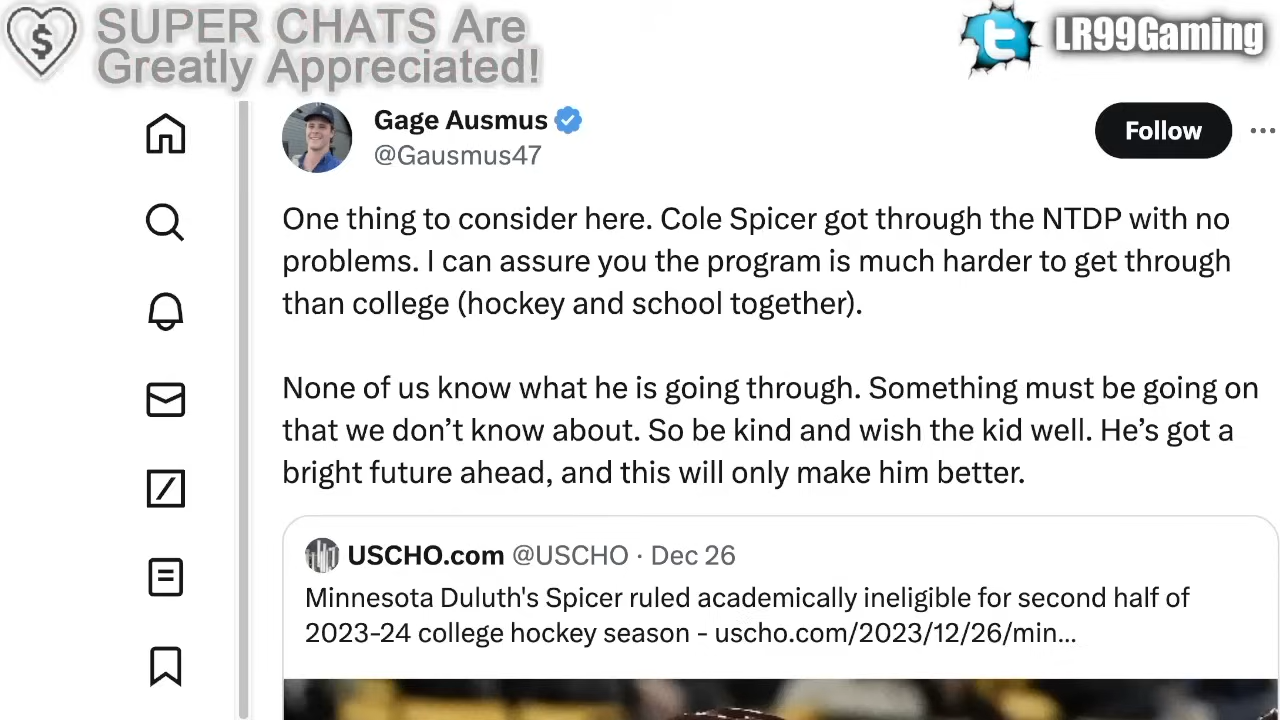 SUPER CHATS Are
Greatly Appreciated!
LR99Gaming
Gage Ausmus
@Gausmus47
Follow
One thing to consider here. Cole Spicer got through the NTDP with no
problems. I can assure you the program is much harder to get through
than college (hockey and school together).
None of us know what he is going through. Something must be going on
that we don’t know about. So be kind and wish the kid well. He’s got a
bright future ahead, and this will only make him better.
USCHO.com @USCHO · Dec 26
Minnesota Duluth's Spicer ruled academically ineligible for second half of
2023-24 college hockey season - uscho.com/2023/12/26/min...